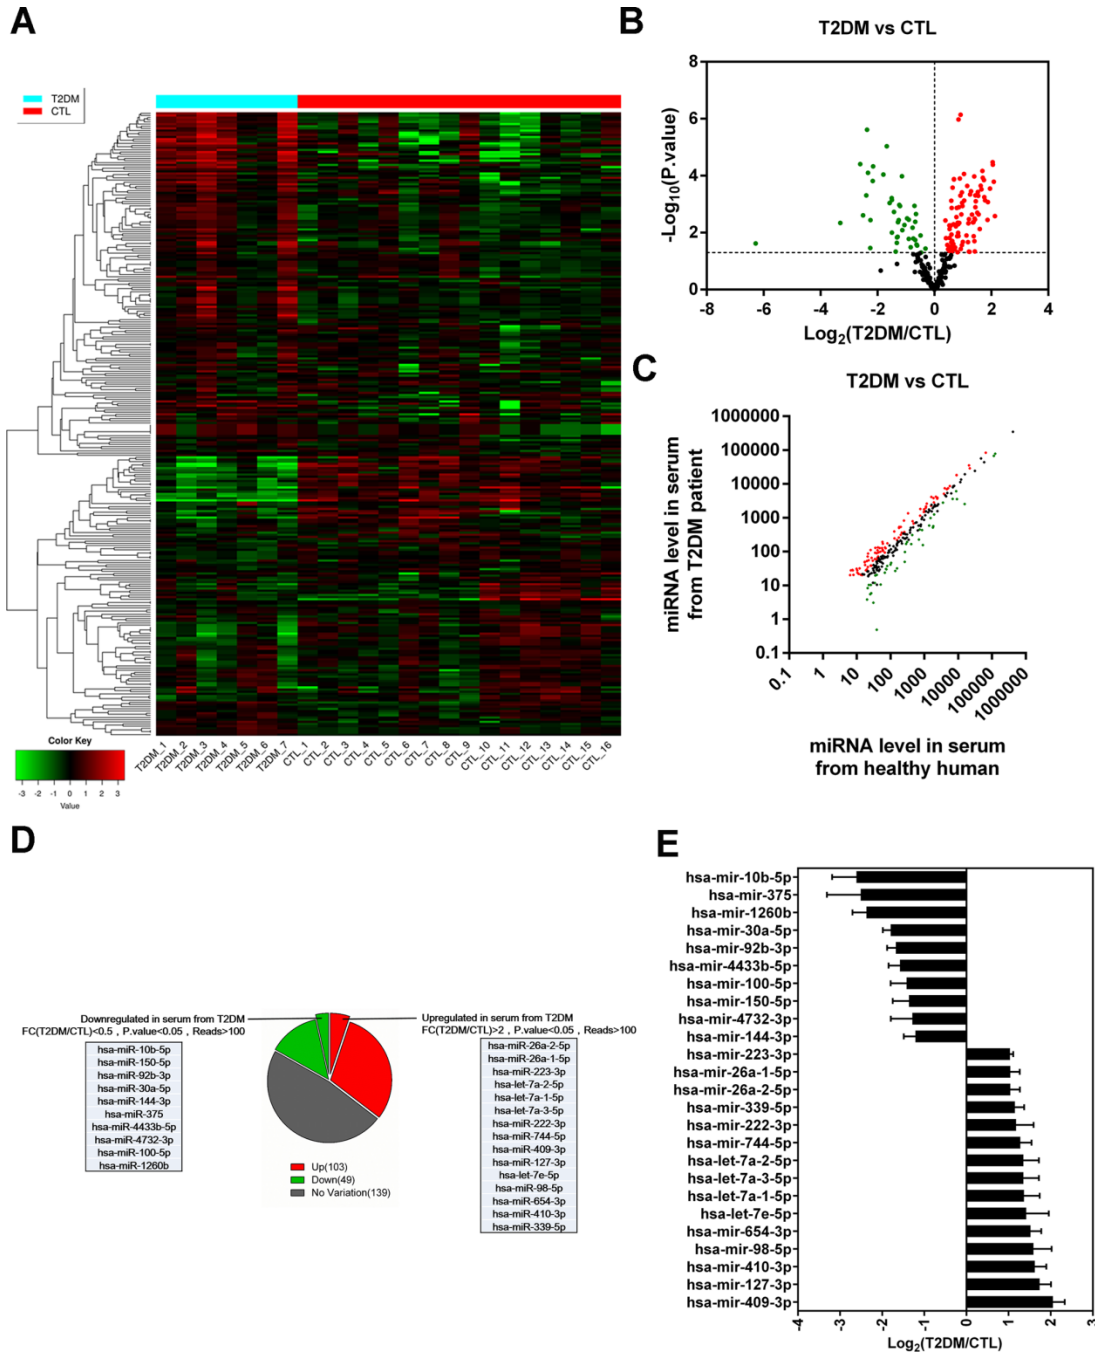 A
T2DM
CTL
T2DM_1
T2DM_2
T2DM_3
T2DM_4
T2DM_5
T2DM_6
T2DM_7
CTL_1
CTL_2
CTL_3
CTL_4
CTL_5
CTL_6
CTL_7
CTL_8
CTL_9
CTL_10
CTL_11
CTL_12
CTL_13
CTL_14
CTL_15
CTL_16
Color Key
-3 -2 -1 0 1 2 3
Value
B
T2DM vs CTL
8
6
4
2
0
-Log10(P.value)
-8 -6 -4 -2 0 2 4
Log2(T2DM/CTL)
C
T2DM vs CTL
1000000
100000
10000
1000
100
10
1
0.1
miRNA level in serum
from T2DM patient
0.1
1
10
100
1000
10000
100000
1000000
miRNA level in serum
from healthy human
D
Downregulated in serum from T2DM
FC(T2DM/CTL)<0.5 , P.value<0.05 , Reads>100
hsa-miR-10b-5p
hsa-miR-150-5p
hsa-miR-92b-3p
hsa-miR-30a-5p
hsa-miR-144-3p
hsa-miR-375
hsa-miR-4433b-5p
hsa-miR-4732-3p
hsa-miR-100-5p
hsa-miR-1260b
Up(103)
Down(49)
No Variation(139)
Upregulated in serum from T2DM
FC(T2DM/CTL)>2 , P.value<0.05 , Reads>100
hsa-miR-26a-2-5p
hsa-miR-26a-1-5p
hsa-miR-223-3p
hsa-let-7a-2-5p
hsa-let-7a-1-5p
hsa-let-7a-3-5p
hsa-miR-222-3p
hsa-miR-744-5p
hsa-miR-409-3p
hsa-miR-127-3p
hsa-let-7e-5p
hsa-miR-98-5p
hsa-miR-654-3p
hsa-miR-410-3p
hsa-miR-339-5p
E
hsa-mir-10b-5p
hsa-mir-375
hsa-mir-1260b
hsa-mir-30a-5p
hsa-mir-92b-3p
hsa-mir-4433b-5p
hsa-mir-100-5p
hsa-mir-150-5p
hsa-mir-4732-3p
hsa-mir-144-3p
hsa-mir-223-3p
hsa-mir-26a-1-5p
hsa-mir-26a-2-5p
hsa-mir-339-5p
hsa-mir-222-3p
hsa-mir-744-5p
hsa-let-7a-2-5p
hsa-let-7a-3-5p
hsa-let-7a-1-5p
hsa-let-7e-5p
hsa-mir-654-3p
hsa-mir-98-5p
hsa-mir-410-3p
hsa-mir-127-3p
hsa-mir-409-3p
-4 -3 -2 -1 0 1 2 3
Log2(T2DM/CTL)